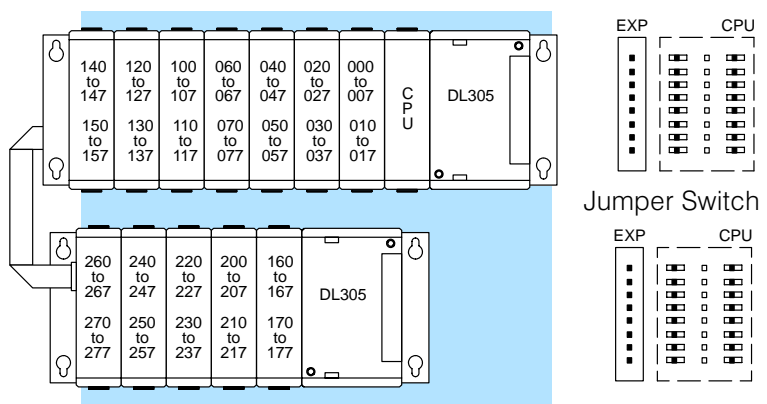 EXP CPU
140 to 147 120 to 127 100 to 107 060 to 067 040 to 047 020 to 027 000 to 007
150 to 157 130 to 137 110 to 117 070 to 077 050 to 057 030 to 037 010 to 017
CPU
DL305
Jumper Switch
EXP CPU
260 to 267 240 to 247 220 to 227 200 to 207 160 to 167
270 to 277 250 to 257 230 to 237 210 to 217 170 to 177
DL305